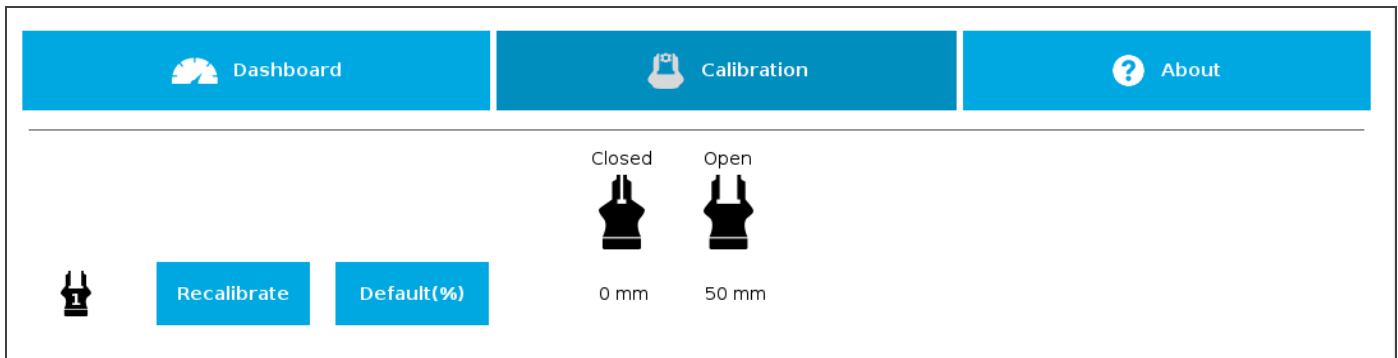 Dashboard
Calibration
? About
Closed Open
1 Recalibrate Default(%) 0 mm 50 mm